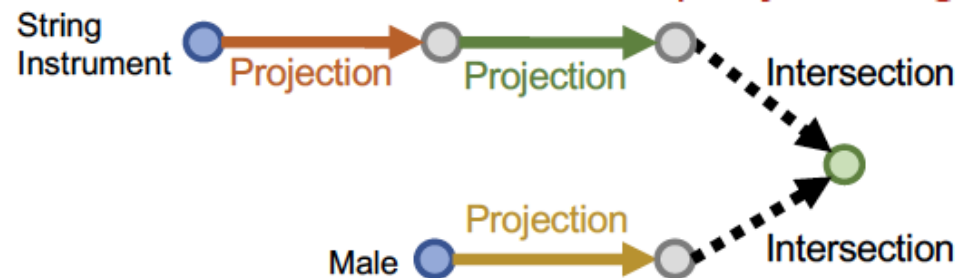 String
Instrument
Projection
Projection
Intersection
Projection
Male
Intersection